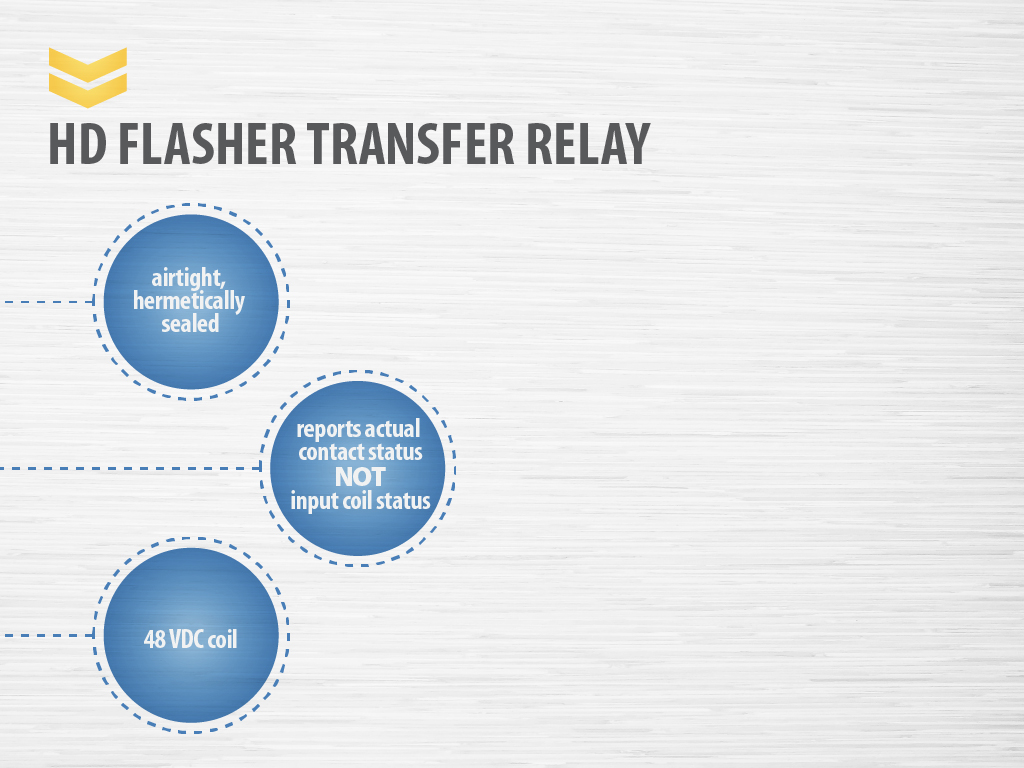 HD FLASHER TRANSFER RELAY
airtight,
hermetically
sealed
reports actual
contact status
NOT
input coil status
48 VDC coil